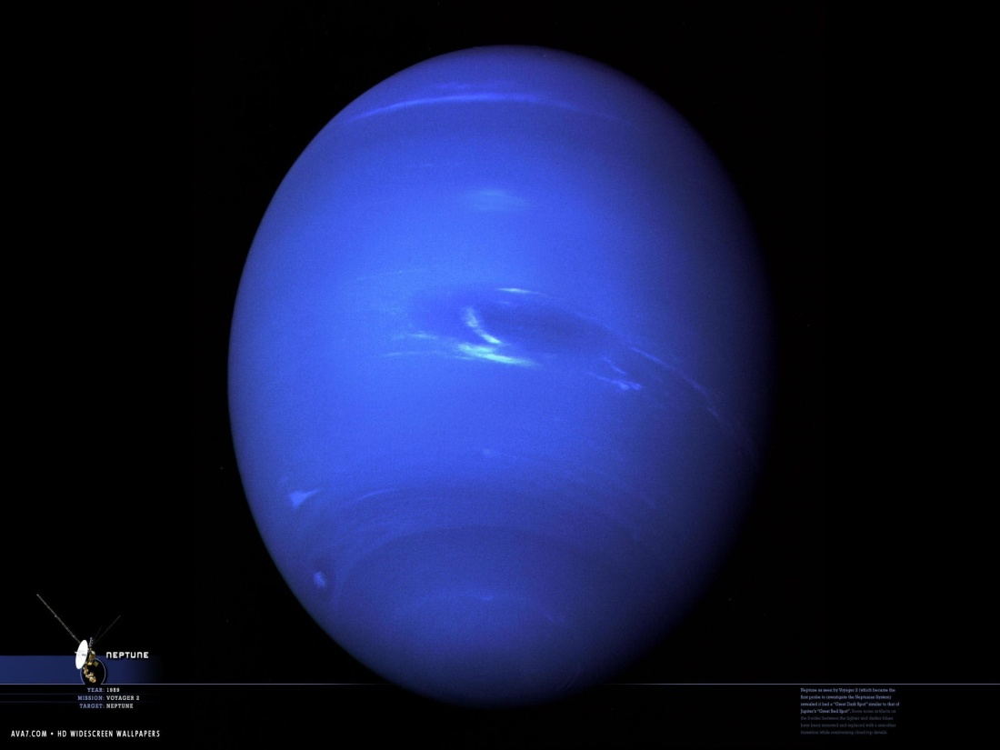 NEPTUNE
YEAR: 1989
MISSION: VOYAGER 2
TARGET: NEPTUNE
AVA7.COM • HD WIDESCREEN WALLPAPERS
Neptune as seen by Voyager 2 (which became the
first probe to investigate the Neptunian System)
revealed it had a "Great Dark Spot" similar to that of
Jupiter's "Great Red Spot". Some noise artifacts on
the border between the lighter and darker blues
have been removed and replaced with a smoother
transition while maintaining cloud-top details.